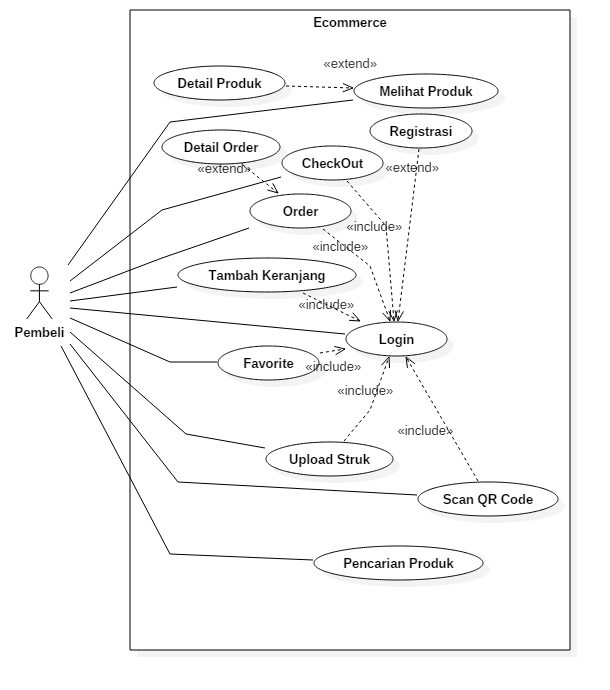 Ecommerce
«extend»
Detail Produk
Melihat Produk
Registrasi
Detail Order
CheckOut
«extend»
«extend»
Order
«include»
«include»
Tambah Keranjang
«include»
Pembeli
Login
Favorite
«include»
«include»
«include»
Upload Struk
Scan QR Code
Pencarian Produk